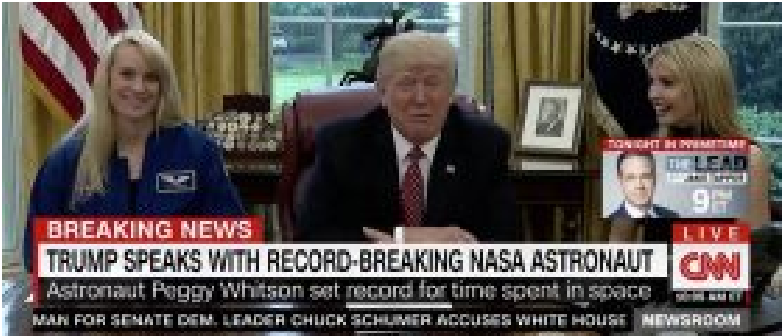 TONIGHT IN PRIMETIME
THE LEAD
9
BREAKING NEWS
LIVE
TRUMP SPEAKS WITH RECORD-BREAKING NASA ASTRONAUT
CNN
Astronaut Peggy Whitson set record for time spent in space
AM ET
MAN FOR SENATE DEM. LEADER CHUCK SCHUMER ACCUSES WHITE HOUSE
NEWSROOM